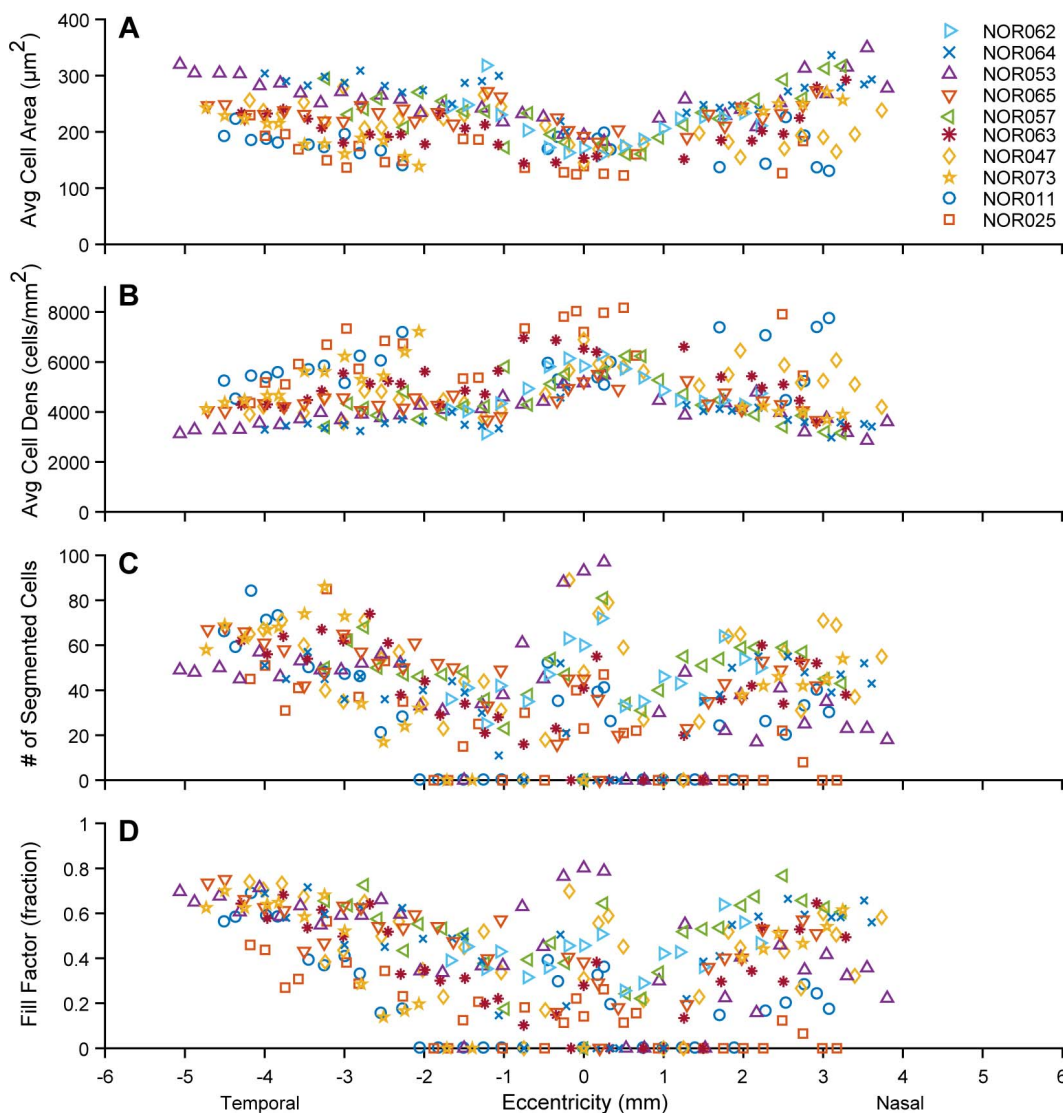 A
Avg Cell Area (µm²)
400
300
200
100
0
NOR062
NOR064
NOR053
NOR065
NOR057
NOR063
NOR047
NOR073
NOR011
NOR025
B
Avg Cell Dens (cells/mm²)
8000
6000
4000
2000
0
C
# of Segmented Cells
100
80
60
40
20
0
D
Fill Factor (fraction)
1
0.8
0.6
0.4
0.2
0
-6 -5 -4 -3 -2 -1 0 1 2 3 4 5 6
Temporal Eccentricity (mm) Nasal